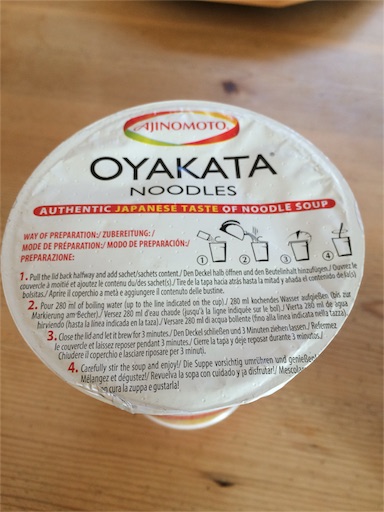 AJINOMOTO®
OYAKATA®
NOODLES
AUTHENTIC JAPANESE TASTE OF NOODLE SOUP
WAY OF PREPARATION:/ ZUBEREITUNG:/
MODE DE PRÉPARATION:/ MODO DE PREPARACIÓN:/
PREPARAZIONE:
1 2 3 4
1. Pull the lid back halfway and add sachet/sachets content./ Den Deckel halb öffnen und den Beutelinhalt hinzufügen./ Ouvrez le
couvercle à moitié et ajoutez le contenu du/des sachet(s)./ Tire de la tapa hacia atrás hasta la mitad y añada el contenido de la(s)
bolsitas./ Aprire il coperchio a metà e aggiungere il contenuto delle bustine.
2. Pour 280 ml of boiling water (up to the line indicated on the cup)./ 280 ml kochendes Wasser aufgießen (bis zur
Markierung am Becher)./ Versez 280 ml d'eau chaude (jusqu'à la ligne indiquée sur le bol)./ Vierta 280 ml de agua
hirviendo (hasta la línea indicada en la taza)./ Versare 280 ml di acqua bollente (fino alla linea indicata nella tazza).
3. Close the lid and let it brew for 3 minutes./ Den Deckel schließen und 3 Minuten ziehen lassen./ Refermez
le couvercle et laissez reposer pendant 3 minutes./ Cierre la tapa y deje reposar durante 3 minutos./
Chiudere il coperchio e lasciare riposare per 3 minuti.
4. Carefully stir the soup and enjoy!/ Die Suppe vorsichtig umrühren und genießen!
Mélangez et dégustez!/ Revuelva la sopa con cuidado y ¡a disfrutar!/
cura la zuppa e gustarla!